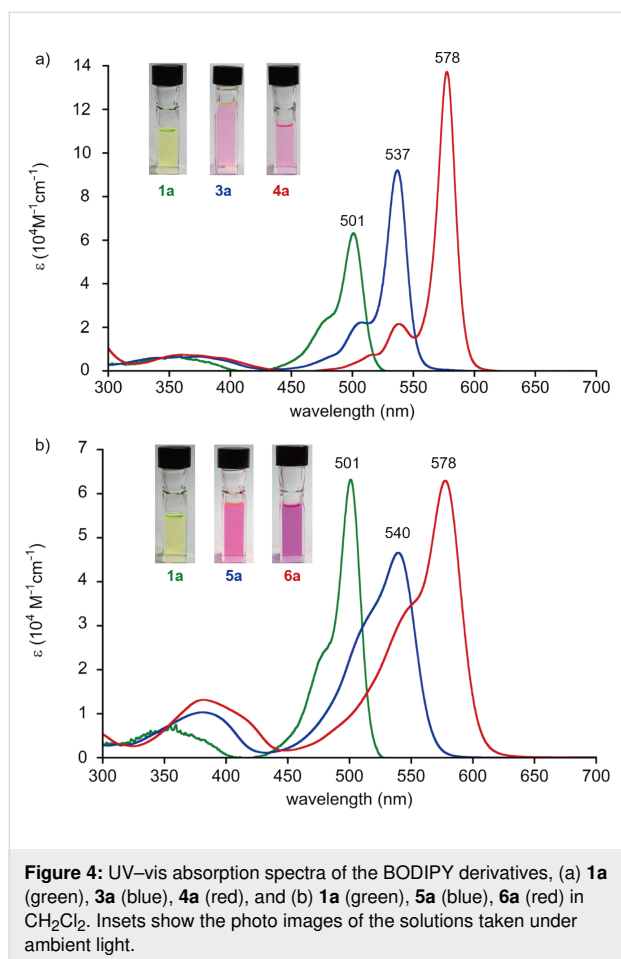 a)
14
12
10
8
6
4
2
0
ε (10⁴M⁻¹cm⁻¹)
1a 3a 4a
501
537
578
300 350 400 450 500 550 600 650 700
wavelength (nm)
b)
7
6
5
4
3
2
1
0
ε (10⁴ M⁻¹cm⁻¹)
1a 5a 6a
501
540
578
300 350 400 450 500 550 600 650 700
wavelength (nm)
Figure 4: UV–vis absorption spectra of the BODIPY derivatives, (a) 1a
(green), 3a (blue), 4a (red), and (b) 1a (green), 5a (blue), 6a (red) in
CH₂Cl₂. Insets show the photo images of the solutions taken under
ambient light.